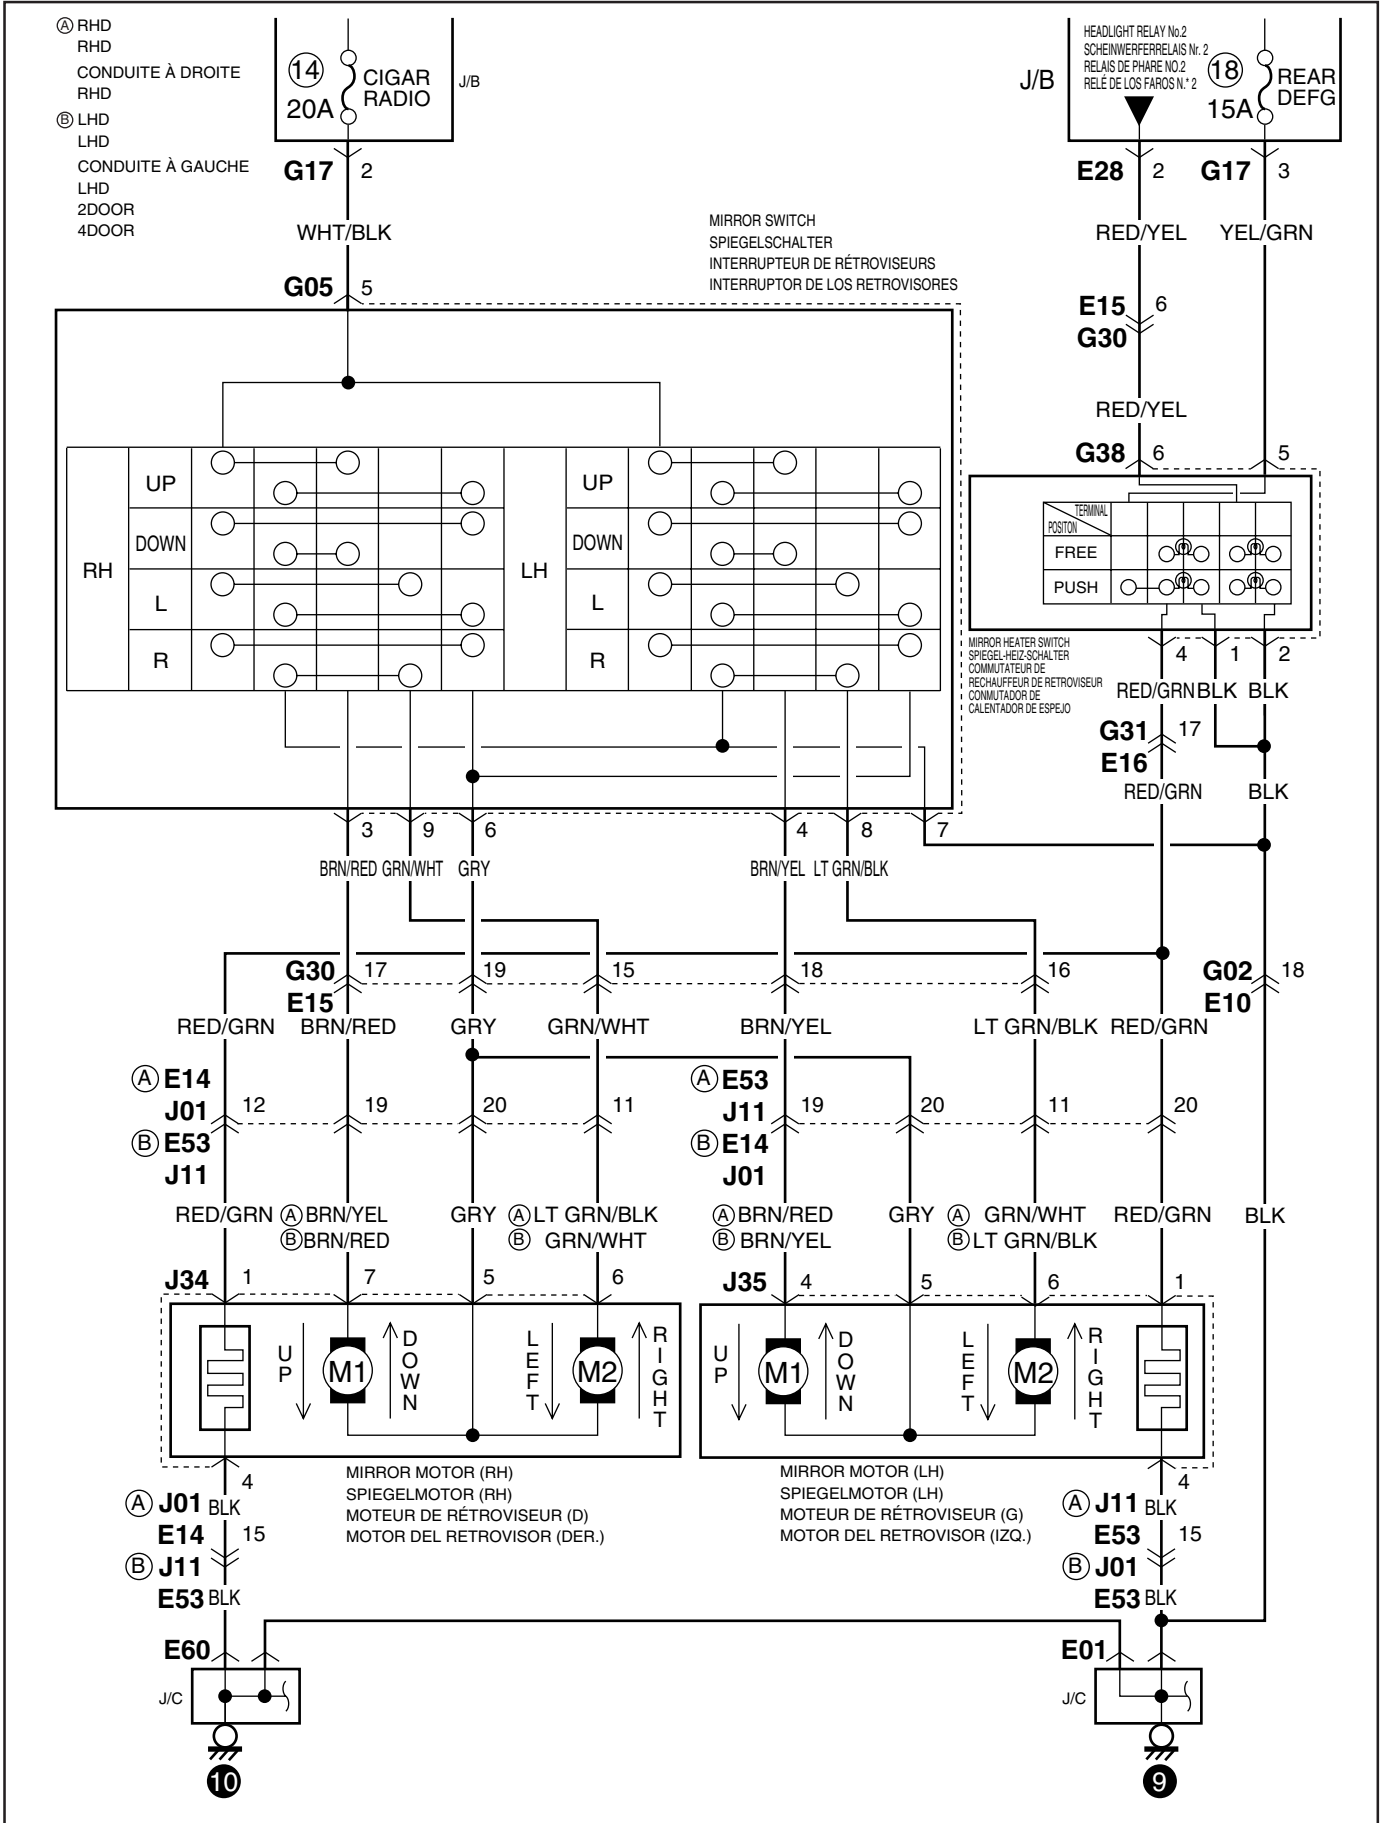 Ⓐ RHD
RHD
CONDUITE À DROITE
RHD
Ⓑ LHD
LHD
CONDUITE À GAUCHE
LHD
2DOOR
4DOOR
14
20A
CIGAR
RADIO
J/B
G17 2
WHT/BLK
G05 5
MIRROR SWITCH
SPIEGELSCHALTER
INTERRUPTEUR DE RÉTROVISEURS
INTERRUPTOR DE LOS RETROVISORES
J/B
HEADLIGHT RELAY No.2
SCHEINWERFERRELAIS Nr. 2
RELAIS DE PHARE NO.2
RELÉ DE LOS FAROS N.* 2
18
15A
REAR
DEFG
E28 2 G17 3
RED/YEL YEL/GRN
E15 6
G30
RED/YEL
G38 6 5
RH
UP
DOWN
L
R
LH
UP
DOWN
L
R
TERMINAL
POSITON
FREE
PUSH
MIRROR HEATER SWITCH
SPIEGEL-HEIZ-SCHALTER
COMMUTATEUR DE
RECHAUFFEUR DE RETROVISEUR
CONMUTADOR DE
CALENTADOR DE ESPEJO
4 1 2
RED/GRN BLK BLK
G31 17
E16
RED/GRN BLK
3 9 6 4 8 7
BRN/RED GRN/WHT GRY BRN/YEL LT GRN/BLK
G30 17 19 15 18 16 G02 18
E15 E10
RED/GRN BRN/RED GRY GRN/WHT BRN/YEL LT GRN/BLK RED/GRN
Ⓐ E14 Ⓐ E53
J01 12 19 20 11 J11 19 20 11 20
Ⓑ E53 Ⓑ E14
J11 J01
RED/GRN Ⓐ BRN/YEL GRY Ⓐ LT GRN/BLK Ⓐ BRN/RED GRY Ⓐ GRN/WHT RED/GRN BLK
Ⓑ BRN/RED Ⓑ GRN/WHT Ⓑ BRN/YEL Ⓑ LT GRN/BLK
J34 1 7 5 6 J35 4 5 6 1
UP M1 DOWN LEFT M2 RIGHT UP M1 DOWN LEFT M2 RIGHT
4 4
MIRROR MOTOR (RH)
SPIEGELMOTOR (RH)
MOTEUR DE RÉTROVISEUR (D)
MOTOR DEL RETROVISOR (DER.)
MIRROR MOTOR (LH)
SPIEGELMOTOR (LH)
MOTEUR DE RÉTROVISEUR (G)
MOTOR DEL RETROVISOR (IZQ.)
Ⓐ J01 BLK
E14 15
Ⓑ J11
E53 BLK
Ⓐ J11 BLK
E53 15
Ⓑ J01
E53 BLK
E60 E01
J/C J/C
10 9